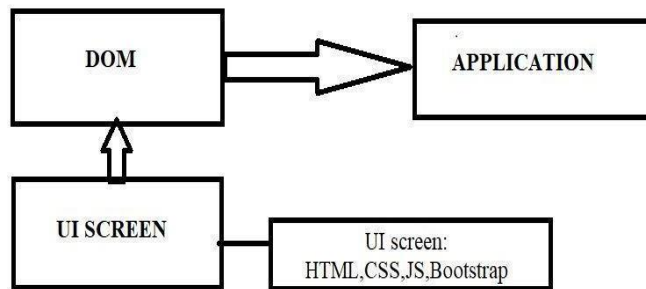 DOM
APPLICATION
UI SCREEN
UI screen:
HTML,CSS,JS,Bootstrap